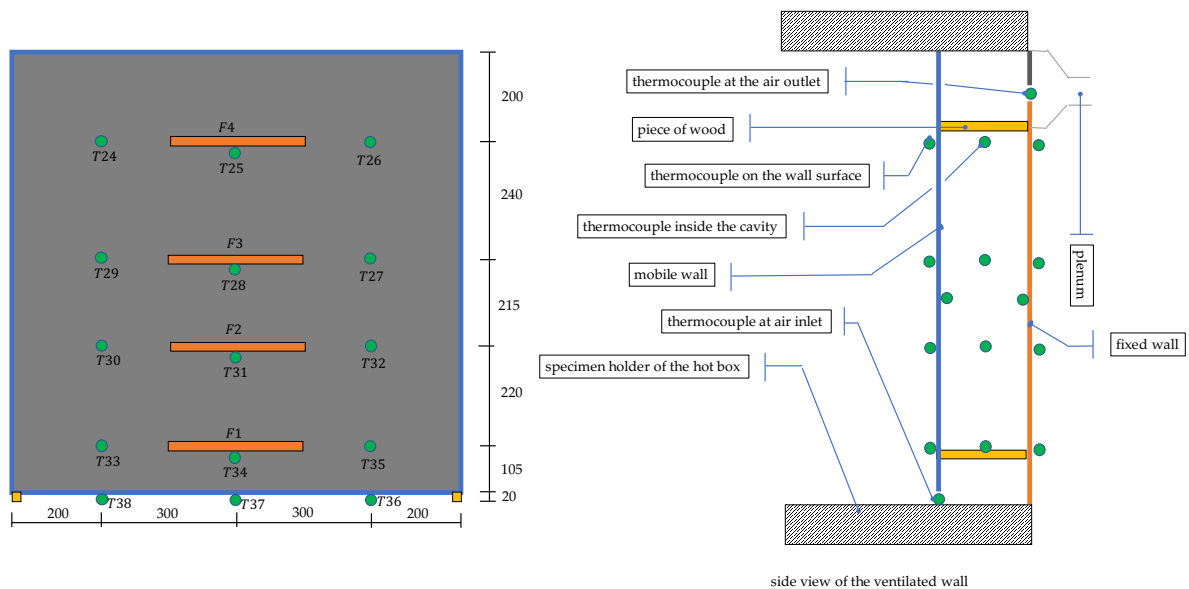 F4
T24
T25
T26
F3
T29
T28
T27
F2
T30
T31
T32
F1
T33
T34
T35
T38
T37
T36
200
300
300
200
200
240
215
220
105
20
thermocouple at the air outlet
piece of wood
thermocouple on the wall surface
thermocouple inside the cavity
mobile wall
thermocouple at air inlet
specimen holder of the hot box
plenum
fixed wall
side view of the ventilated wall